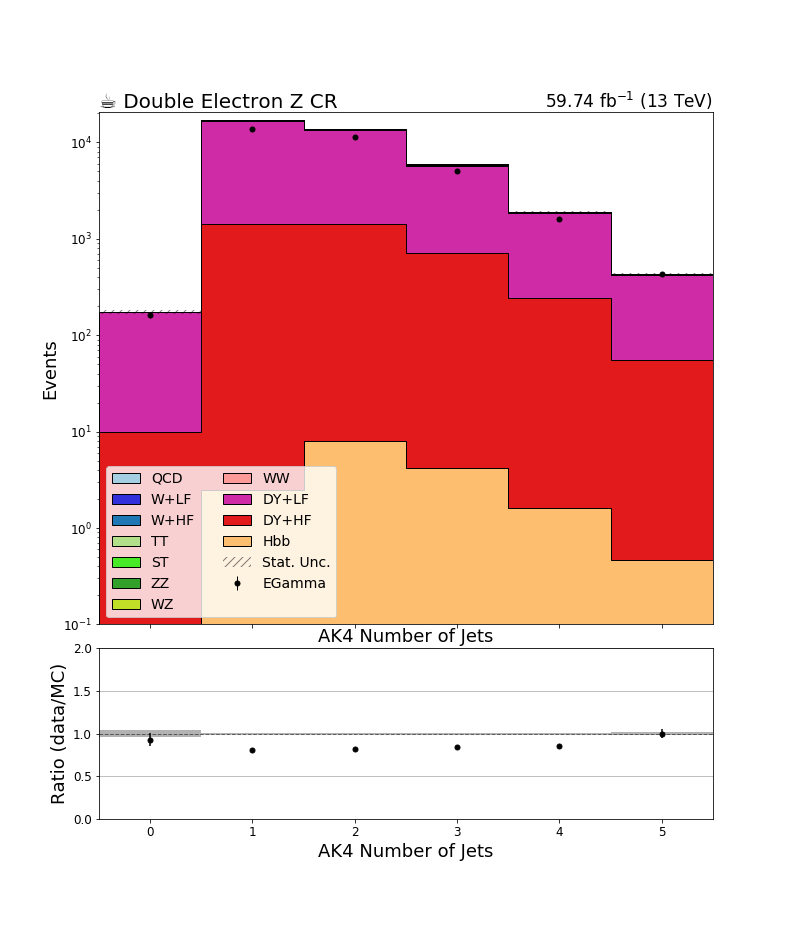 ☕ Double Electron Z CR
59.74 fb⁻¹ (13 TeV)
Events
10⁴
10³
10²
10¹
10⁰
10⁻¹
QCD
W+LF
W+HF
TT
ST
ZZ
WZ
WW
DY+LF
DY+HF
Hbb
Stat. Unc.
EGamma
AK4 Number of Jets
Ratio (data/MC)
2.0
1.5
1.0
0.5
0.0
0 1 2 3 4 5
AK4 Number of Jets